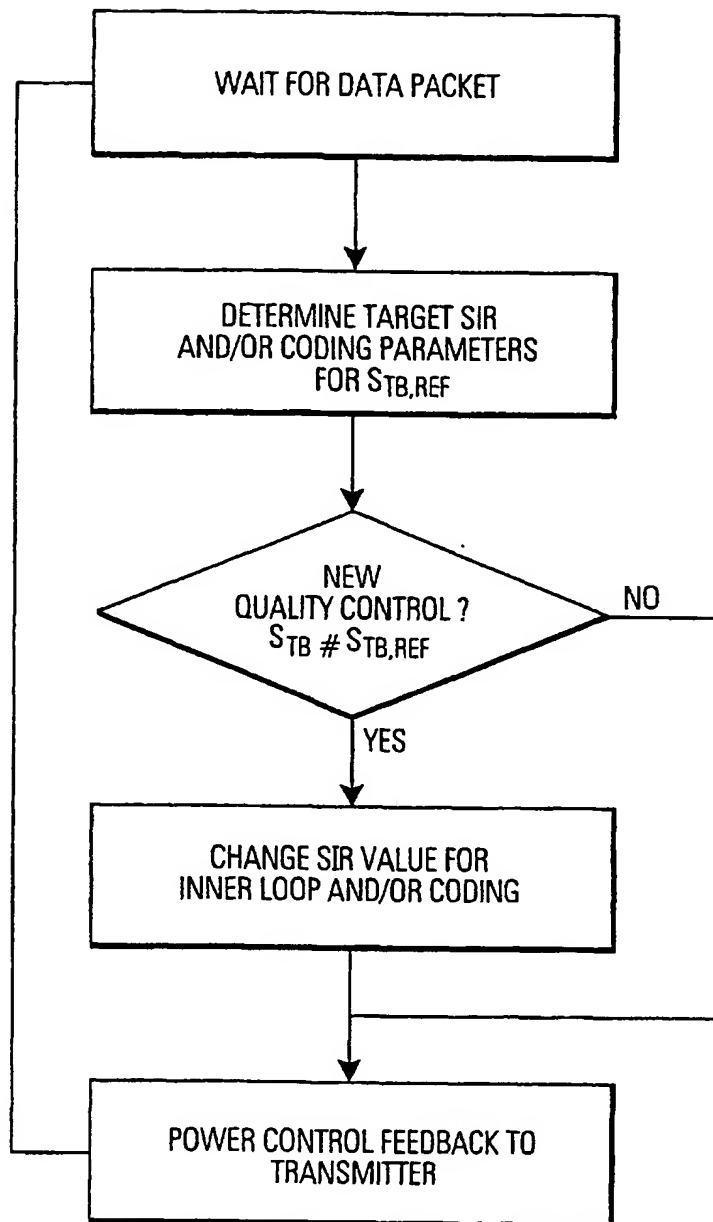 WAIT FOR DATA PACKET
DETERMINE TARGET SIR
AND/OR CODING PARAMETERS
FOR STB,REF
NEW
QUALITY CONTROL ?
STB # STB,REF
NO
YES
CHANGE SIR VALUE FOR
INNER LOOP AND/OR CODING
POWER CONTROL FEEDBACK TO
TRANSMITTER